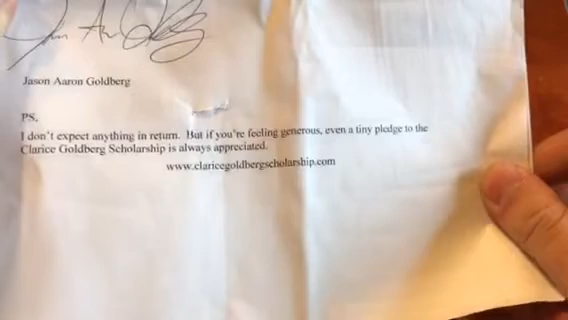 Jason Aaron Goldberg
PS,
I don't expect anything in return. But if you're feeling generous, even a tiny pledge to the
Clarice Goldberg Scholarship is always appreciated.
www.claricegoldbergscholarship.com